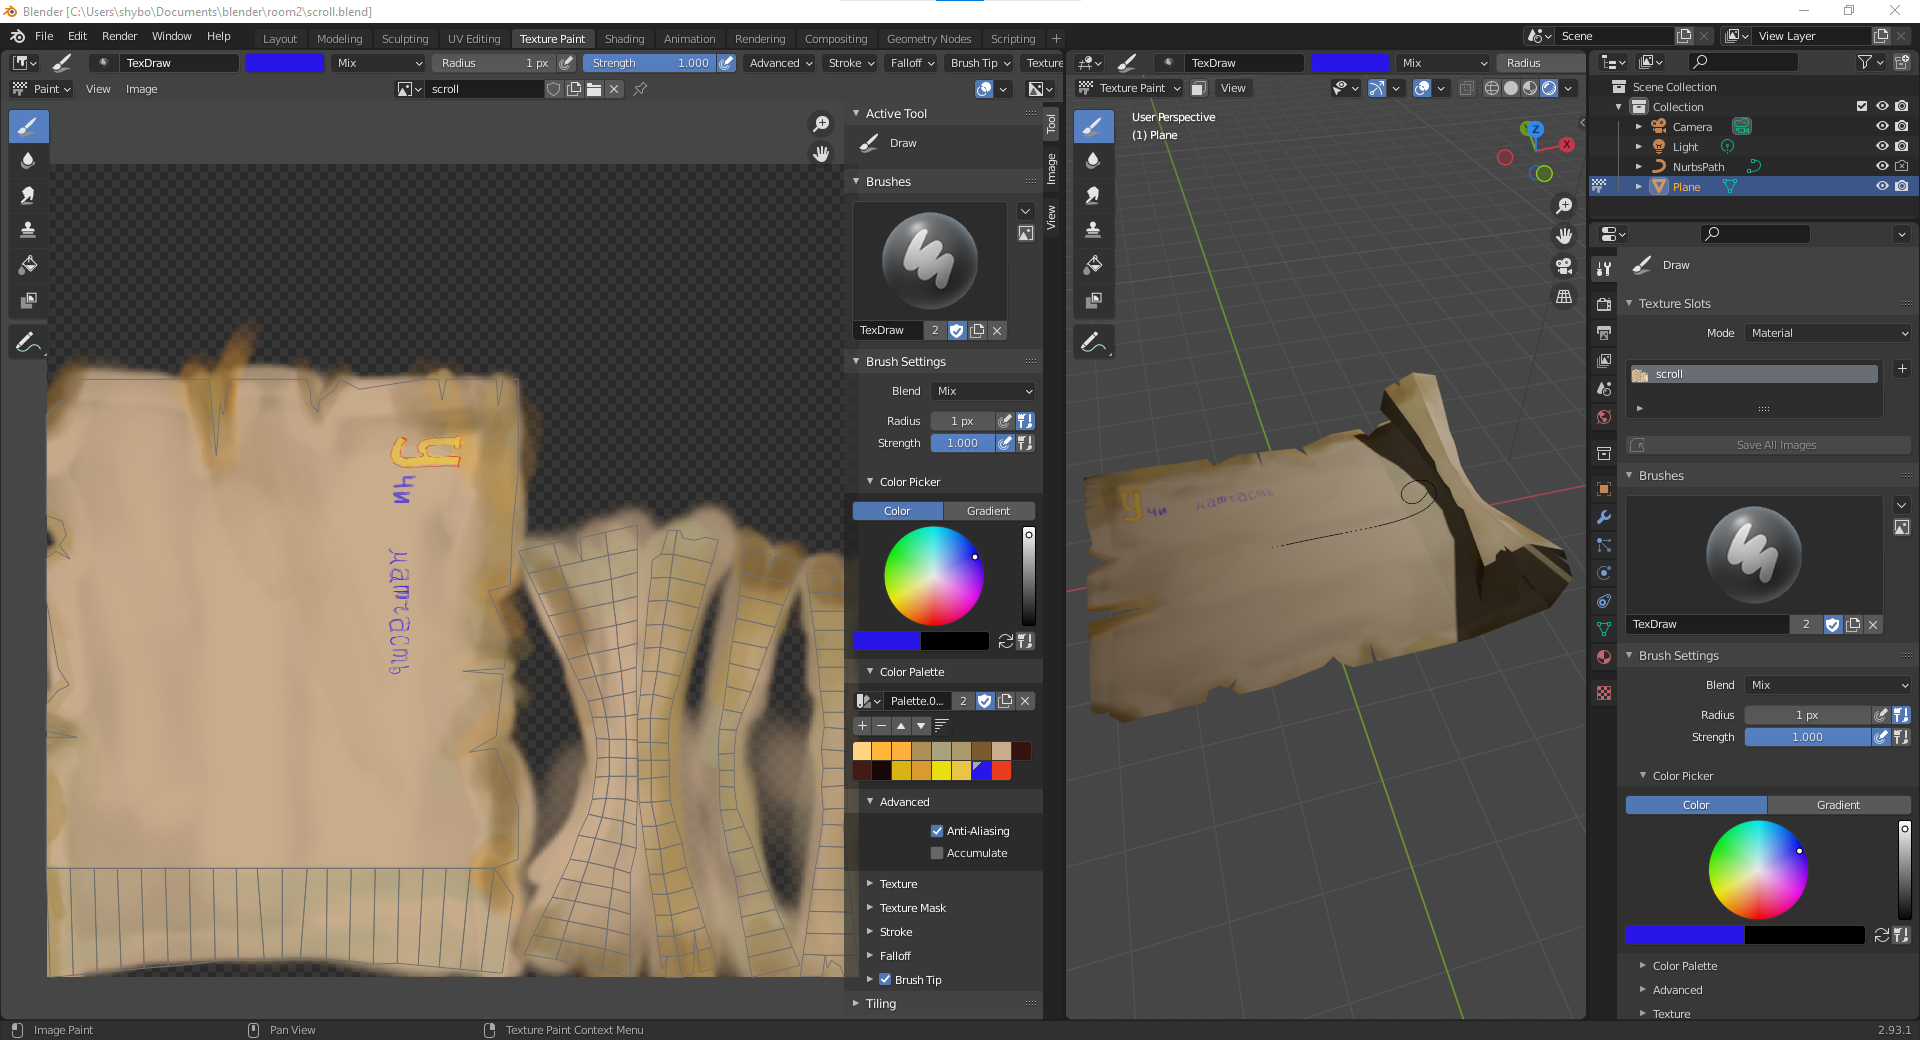 Blender [C:\Users\shybo\Documents\blender\room2\scroll.blend]
File Edit Render Window Help
Layout Modeling Sculpting UV Editing Texture Paint Shading Animation Rendering Compositing Geometry Nodes Scripting +
Scene
View Layer
TexDraw Mix Radius 1 px Strength 1.000 Advanced Stroke Falloff Brush Tip Texture
Paint View Image scroll
Active Tool
Draw
Brushes
TexDraw 2
Brush Settings
Blend Mix
Radius 1 px
Strength 1.000
Color Picker
Color Gradient
Color Palette
Palette.0... 2
Advanced
Anti-Aliasing
Accumulate
Texture
Texture Mask
Stroke
Falloff
Brush Tip
Tiling
Tool
Image
View
У
чи
TexDraw Mix Radius
Texture Paint View
User Perspective
(1) Plane
Z
X
У чи
Scene Collection
Collection
Camera
Light
NurbsPath
Plane
Draw
Texture Slots
Mode Material
scroll
Save All Images
Brushes
TexDraw 2
Brush Settings
Blend Mix
Radius 1 px
Strength 1.000
Color Picker
Color Gradient
Color Palette
Advanced
Texture
Image Paint Pan View Texture Paint Context Menu 2.93.1